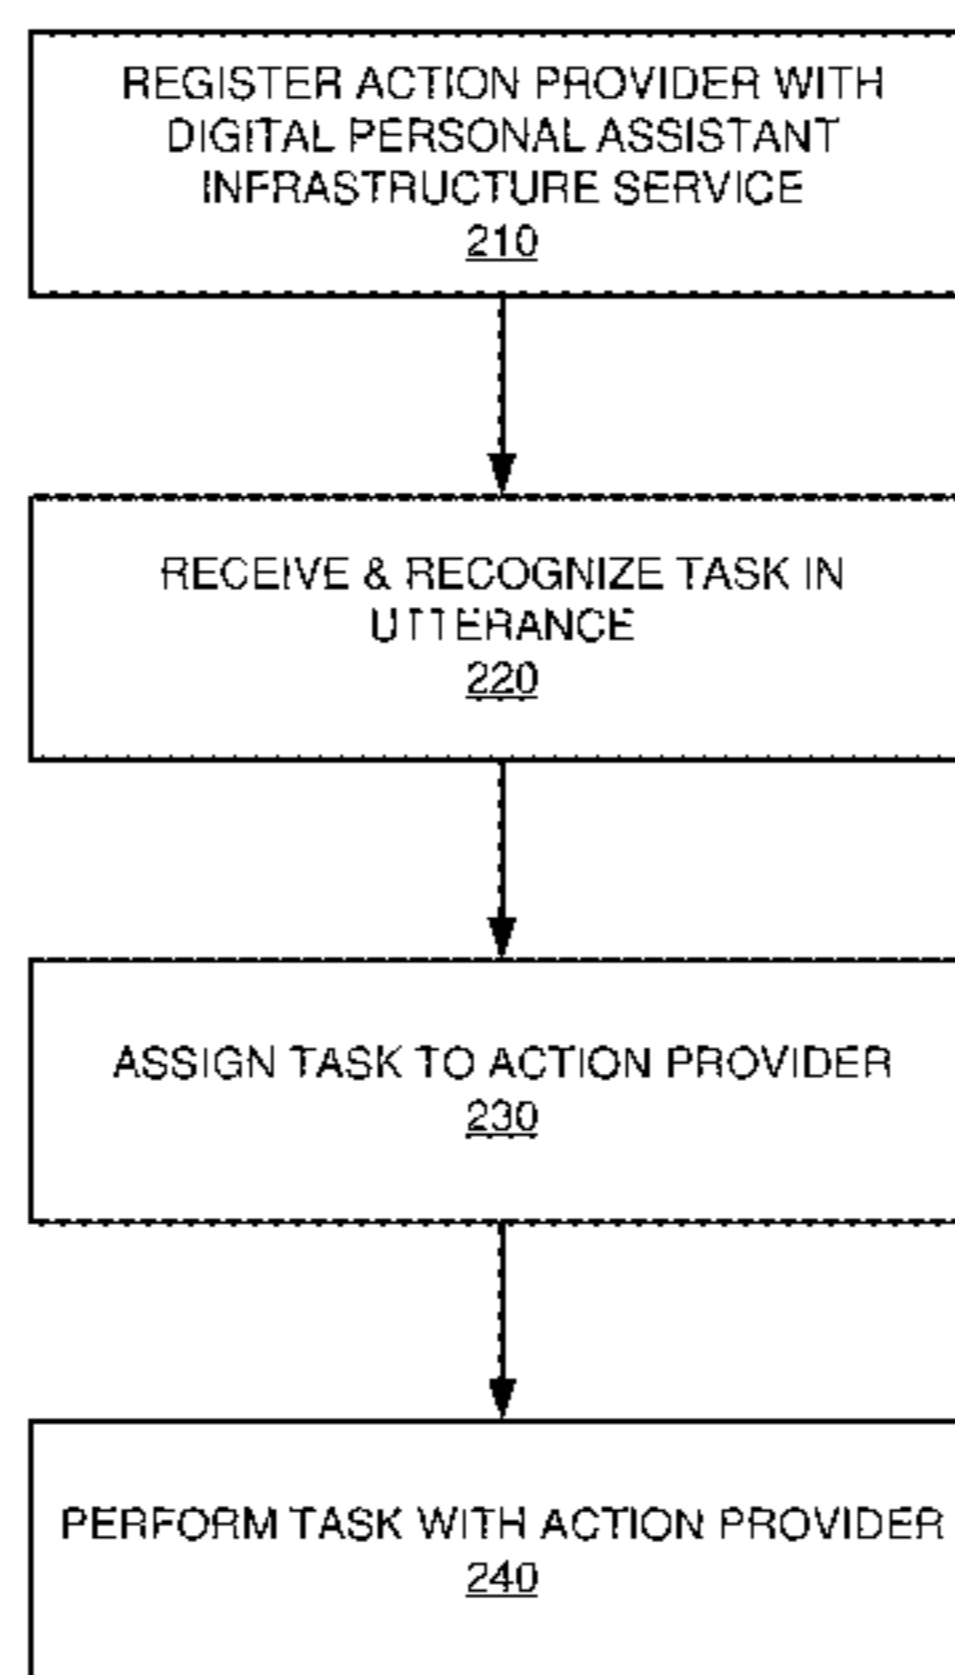 REGISTER ACTION PROVIDER WITH
DIGITAL PERSONAL ASSISTANT
INFRASTRUCTURE SERVICE
210
RECEIVE & RECOGNIZE TASK IN
UTTERANCE
220
ASSIGN TASK TO ACTION PROVIDER
230
PERFORM TASK WITH ACTION PROVIDER
240